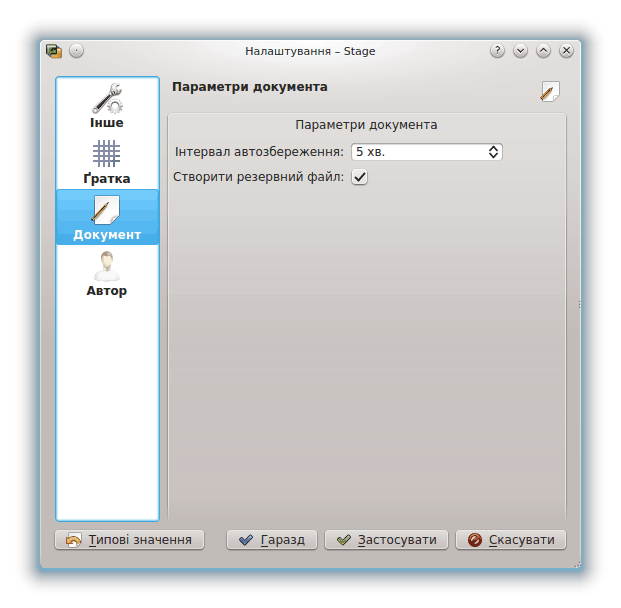 Налаштування – Stage
Інше
Ґратка
Документ
Автор
Параметри документа
Параметри документа
Інтервал автозбереження: 5 хв.
Створити резервний файл:
Типові значення
Гаразд
Застосувати
Скасувати